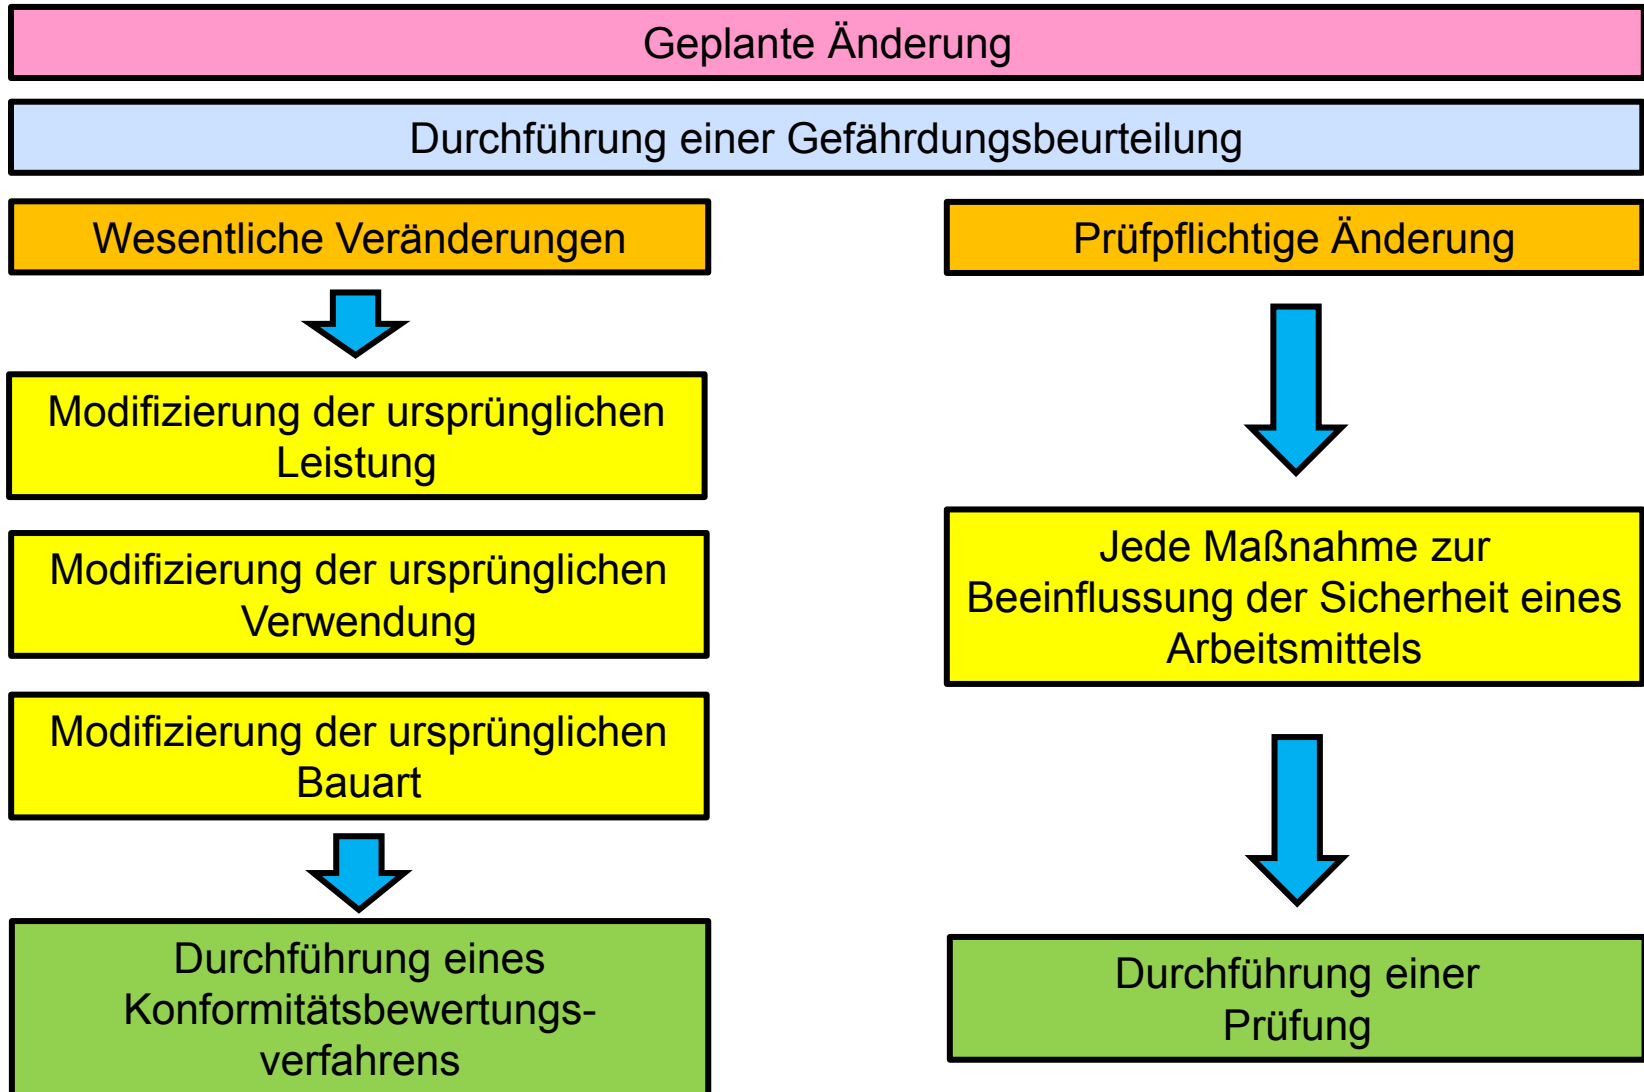 Geplante Änderung
Durchführung einer Gefährdungsbeurteilung
Wesentliche Veränderungen
Modifizierung der ursprünglichen
Leistung
Modifizierung der ursprünglichen
Verwendung
Modifizierung der ursprünglichen
Bauart
Durchführung eines
Konformitätsbewertungs-
verfahrens
Prüfpflichtige Änderung
Jede Maßnahme zur
Beeinflussung der Sicherheit eines
Arbeitsmittels
Durchführung einer
Prüfung